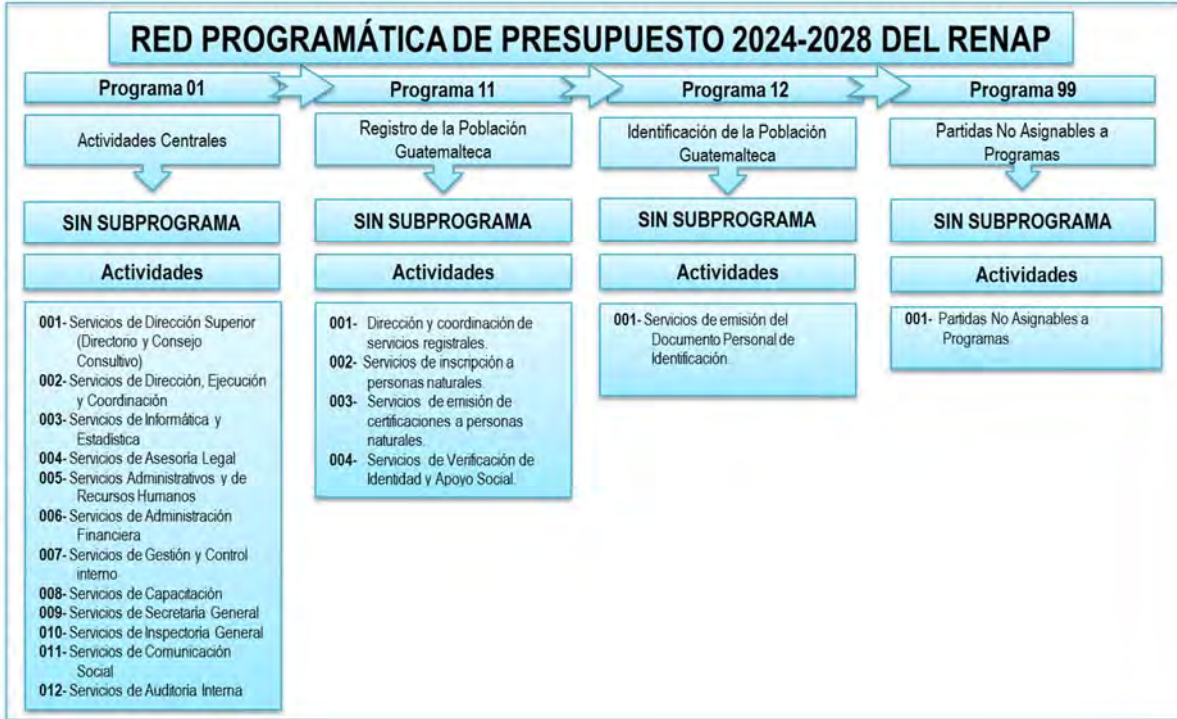 RED PROGRAMÁTICA DE PRESUPUESTO 2024-2028 DEL RENAP
Programa 01
Actividades Centrales
SIN SUBPROGRAMA
Actividades
001- Servicios de Dirección Superior
(Directorio y Consejo
Consultivo)
002- Servicios de Dirección, Ejecución
y Coordinación
003- Servicios de Informática y
Estadística
004- Servicios de Asesoría Legal
005- Servicios Administrativos y de
Recursos Humanos
006- Servicios de Administración
Financiera
007- Servicios de Gestión y Control
interno
008- Servicios de Capacitación
009- Servicios de Secretaría General
010- Servicios de Inspectoría General
011- Servicios de Comunicación
Social
012- Servicios de Auditoría Interna
Programa 11
Registro de la Población
Guatemalteca
SIN SUBPROGRAMA
Actividades
001- Dirección y coordinación de
servicios registrales.
002- Servicios de inscripción a
personas naturales.
003- Servicios de emisión de
certificaciones a personas
naturales.
004- Servicios de Verificación de
Identidad y Apoyo Social.
Programa 12
Identificación de la Población
Guatemalteca
SIN SUBPROGRAMA
Actividades
001- Servicios de emisión del
Documento Personal de
Identificación.
Programa 99
Partidas No Asignables a
Programas
SIN SUBPROGRAMA
Actividades
001- Partidas No Asignables a
Programas